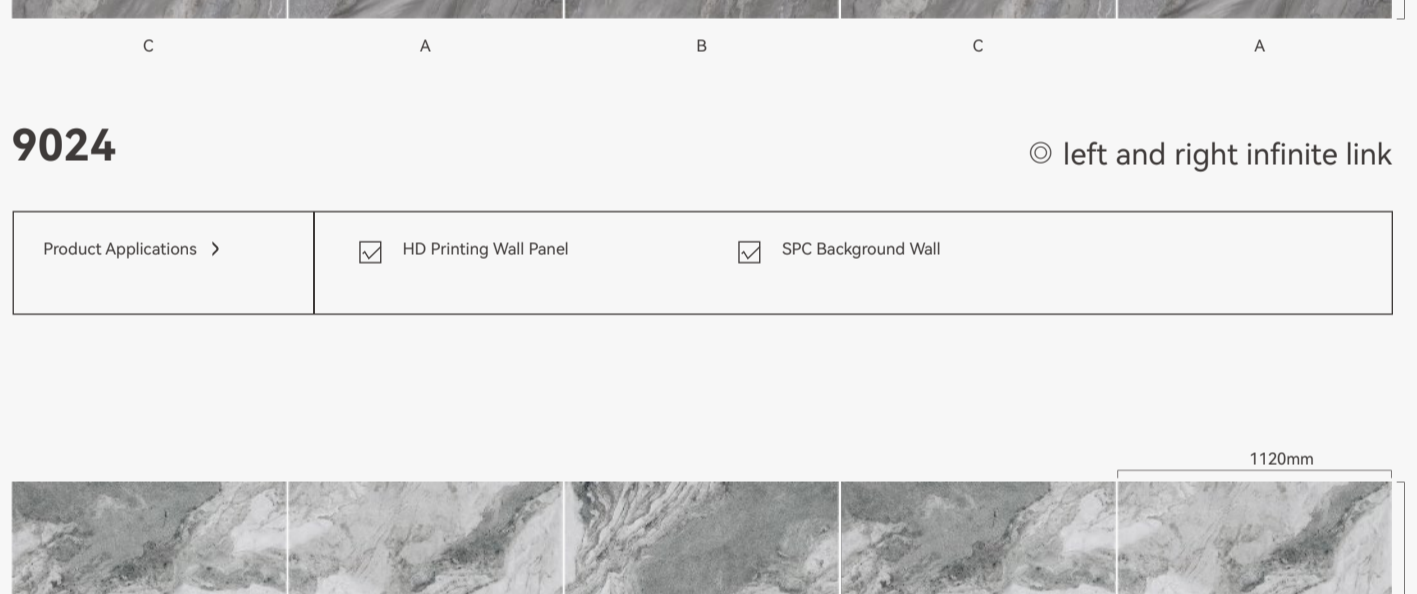 C A B C A
9024
left and right infinite link
Product Applications HD Printing Wall Panel SPC Background Wall
1120mm